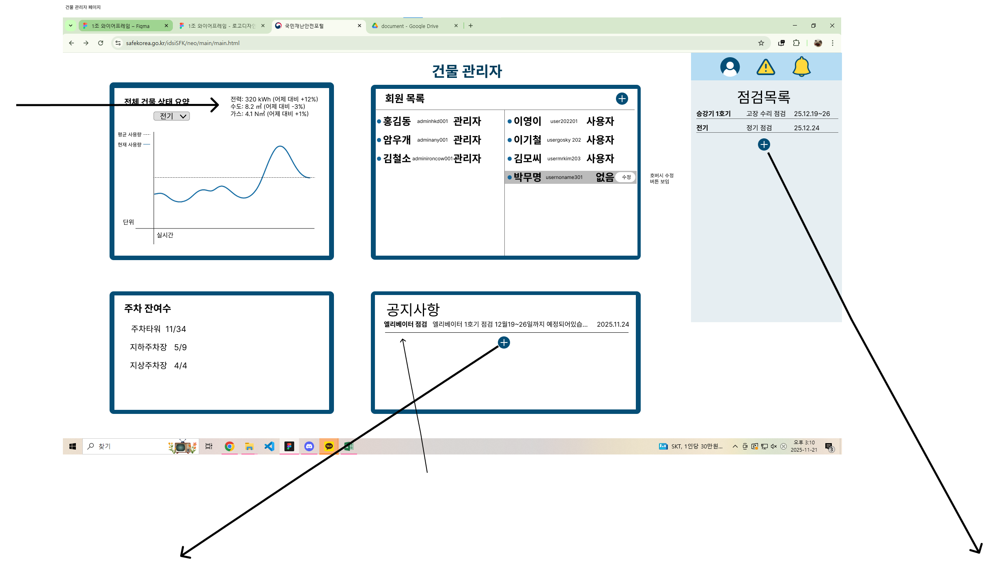 건물 관리자 페이지
1조 와이어프레임 – Figma
1조 와이어프레임 - 로고디자인
국민재난안전포털
document - Google Drive
safekorea.go.kr/idsiSFK/neo/main/main.html
건물 관리자
전체 건물 상태 요약
전력: 320 kWh (어제 대비 +12%)
수도: 8.2 ㎥ (어제 대비 -3%)
가스: 4.1 N㎥ (어제 대비 +1%)
전기
평균 사용량
현재 사용량
단위
실시간
회원 목록
홍김동 adminhkd001 관리자
암우개 adminany001 관리자
김철소 adminironcow001 관리자
이영이 user202201 사용자
이기철 usergosky 202 사용자
김모씨 usermrkim203 사용자
박무명 usernoname301 없음 수정
호버시 수정
버튼 보임
점검목록
승강기 1호기 고장 수리 점검 25.12.19~26
전기 정기 점검 25.12.24
주차 잔여수
주차타워 11/34
지하주차장 5/9
지상주차장 4/4
공지사항
엘리베이터 점검 엘리베이터 1호기 점검 12월19~26일까지 예정되어있습... 2025.11.24
찾기
TALK
SKT, 1인당 30만원...
오후 3:10
2025-11-21
3